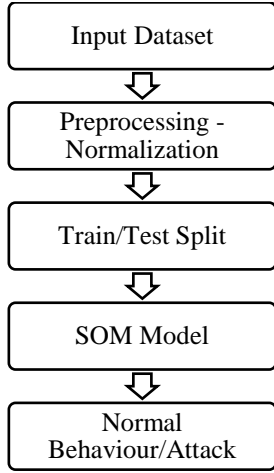 Input Dataset
Preprocessing -
Normalization
Train/Test Split
SOM Model
Normal
Behaviour/Attack